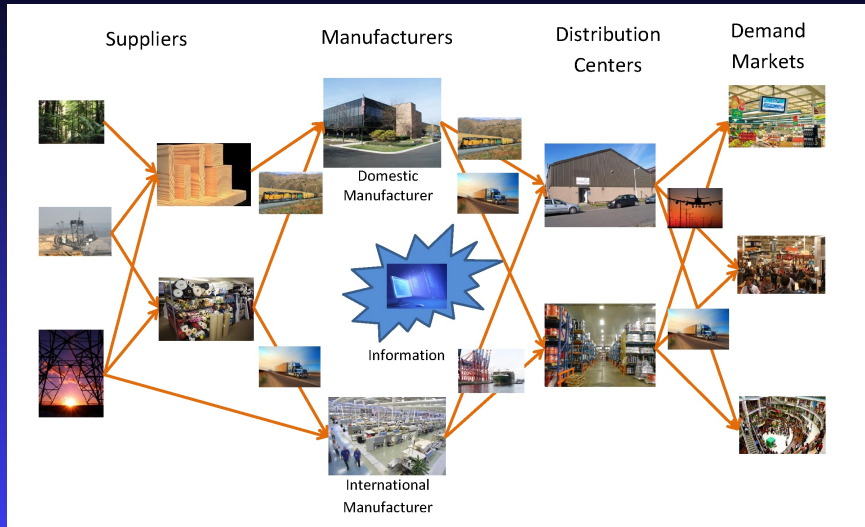 Suppliers
Manufacturers
Distribution
Centers
Demand
Markets
Domestic
Manufacturer
Information
International
Manufacturer